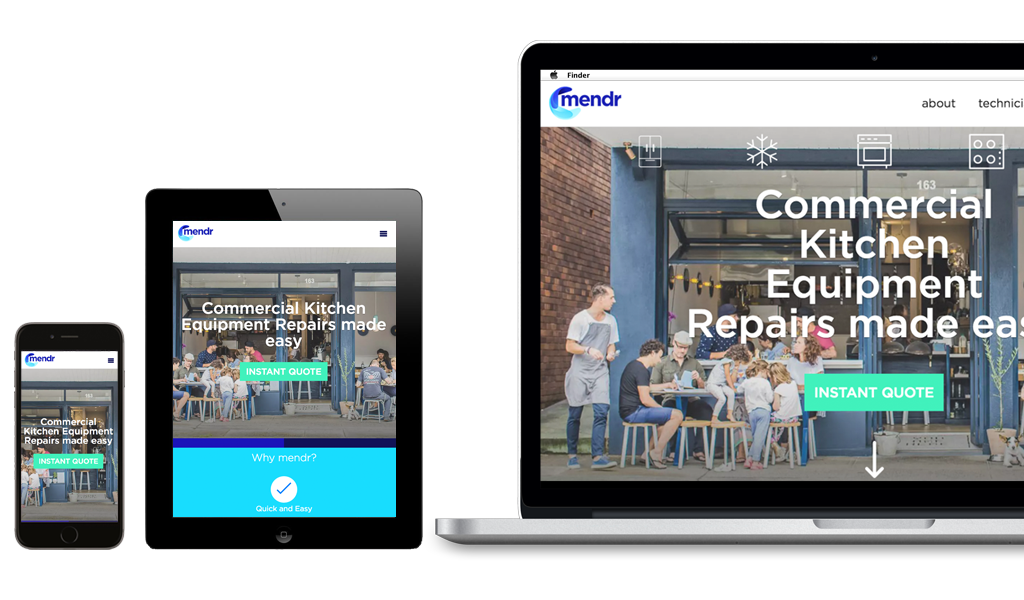 mendr
Commercial
Kitchen Equipment
Repairs made easy
INSTANT QUOTE
mendr
163
Commercial Kitchen
Equipment Repairs made
easy
INSTANT QUOTE
Why mendr?
Quick and Easy
Finder
mendr
about technici
163
Commercial
Kitchen
Equipment
Repairs made eas
INSTANT QUOTE